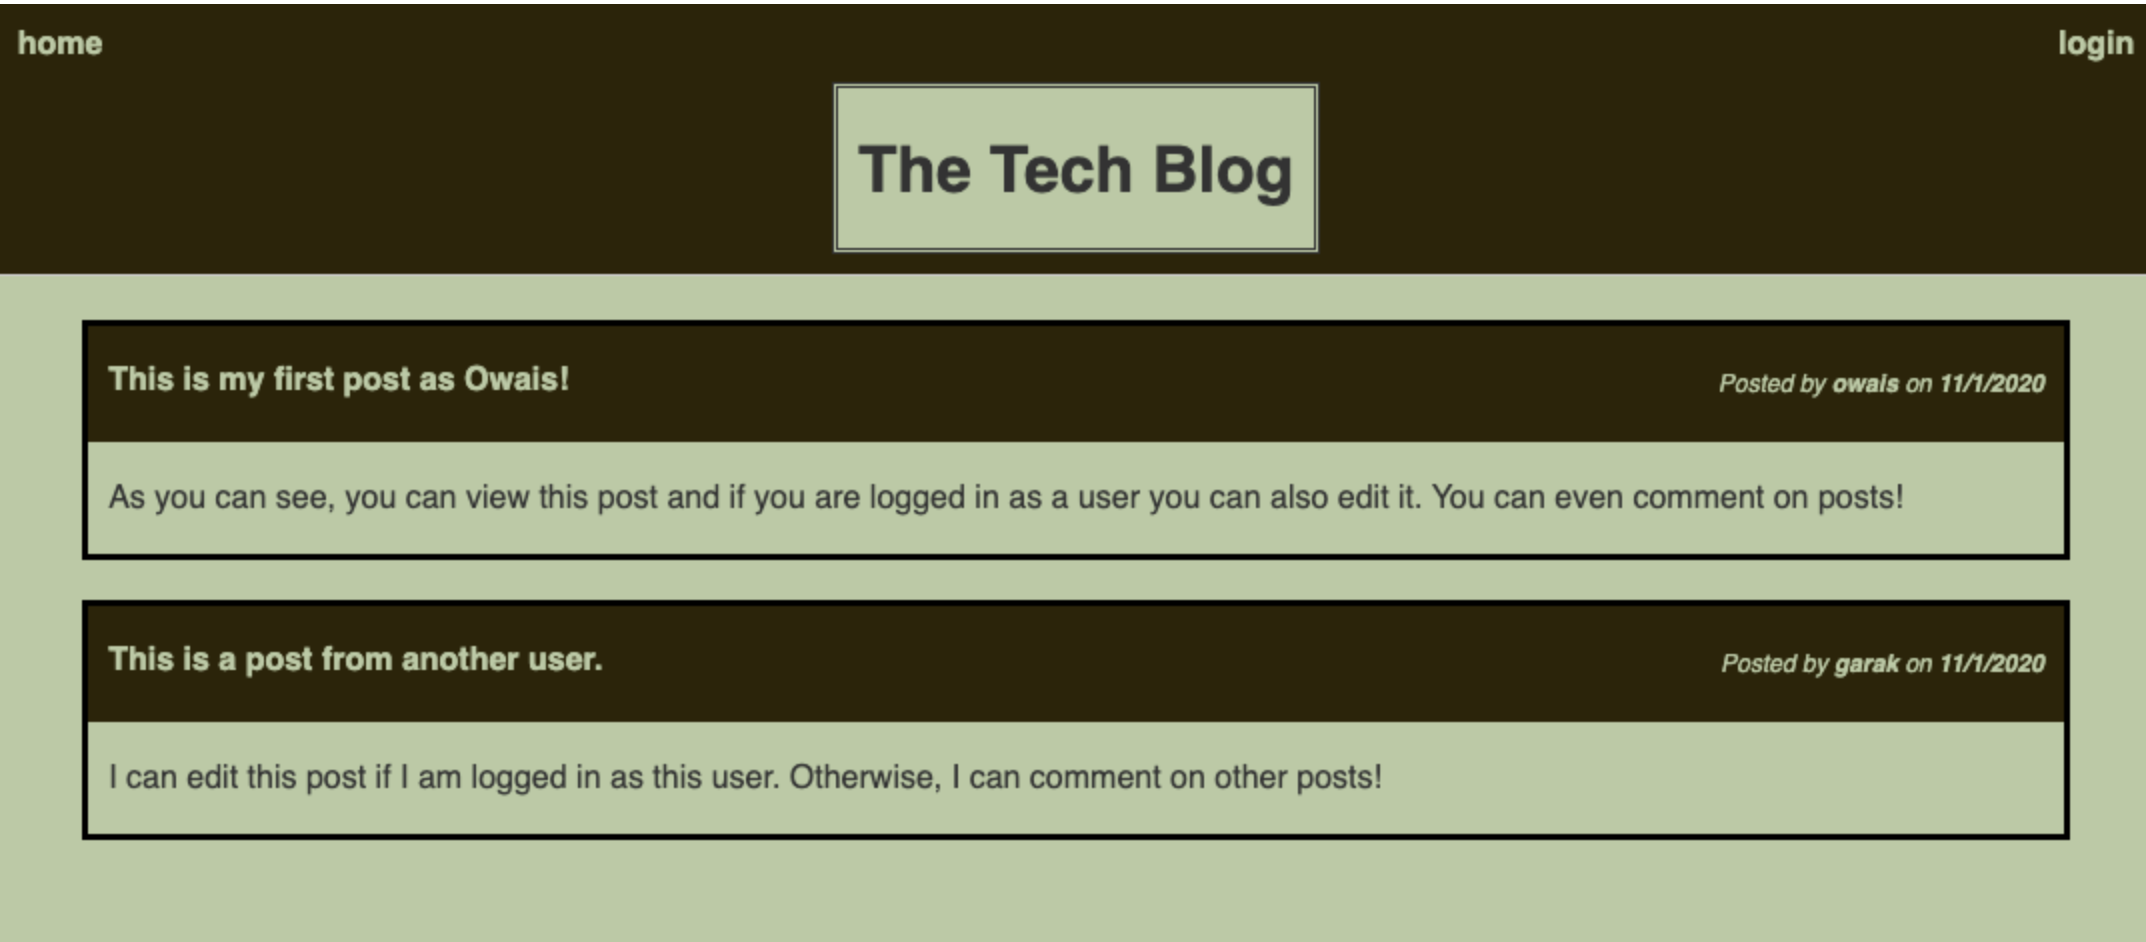 home
login
The Tech Blog
This is my first post as Owais!
Posted by owais on 11/1/2020
As you can see, you can view this post and if you are logged in as a user you can also edit it. You can even comment on posts!
This is a post from another user.
Posted by garak on 11/1/2020
I can edit this post if I am logged in as this user. Otherwise, I can comment on other posts!